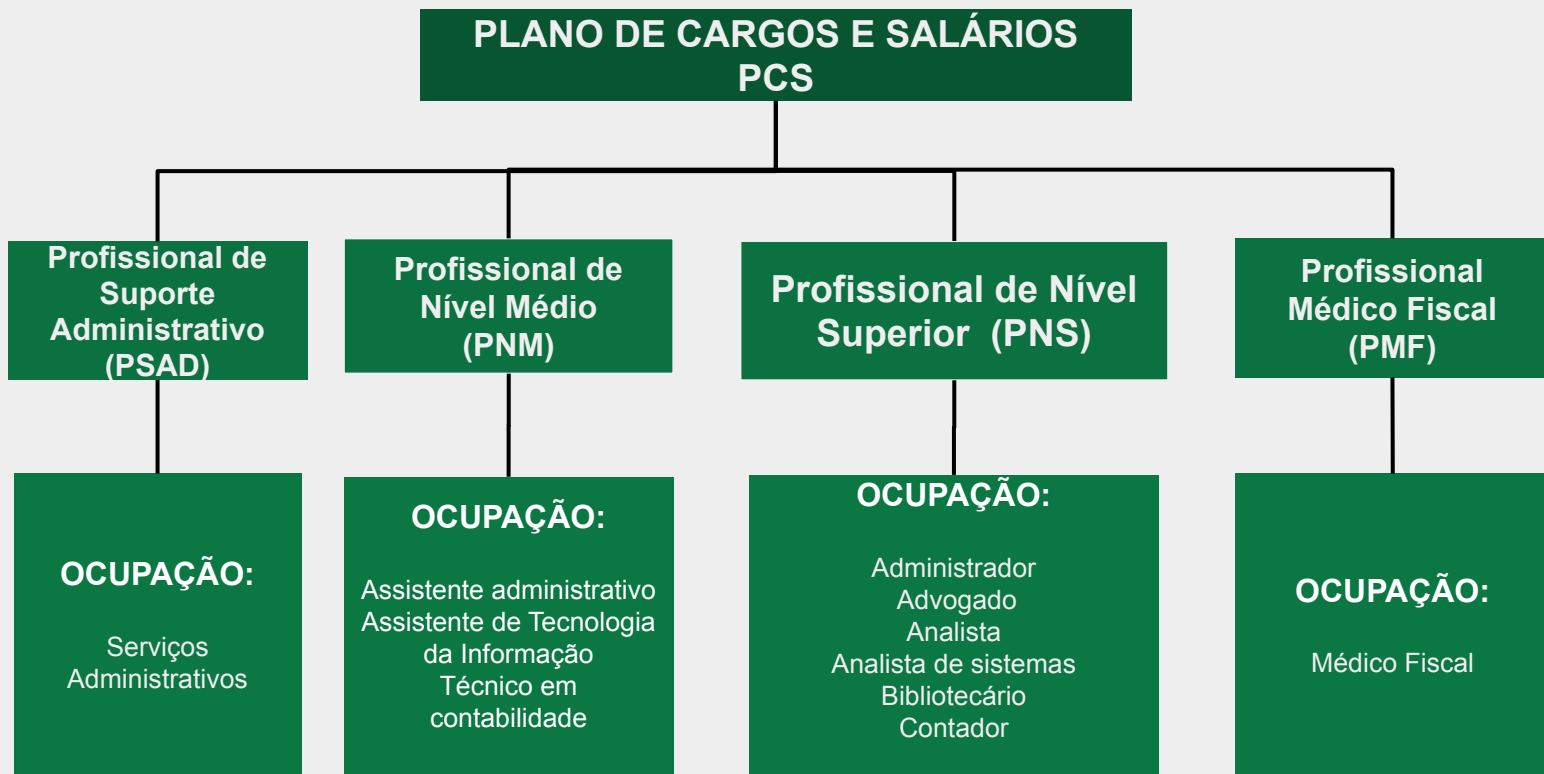 PLANO DE CARGOS E SALÁRIOS
PCS
Profissional de
Suporte
Administrativo
(PSAD)
Profissional de
Nível Médio
(PNM)
Profissional de Nível
Superior (PNS)
Profissional
Médico Fiscal
(PMF)
OCUPAÇÃO:
Serviços
Administrativos
OCUPAÇÃO:
Assistente administrativo
Assistente de Tecnologia
da Informação
Técnico em
contabilidade
OCUPAÇÃO:
Administrador
Advogado
Analista
Analista de sistemas
Bibliotecário
Contador
OCUPAÇÃO:
Médico Fiscal